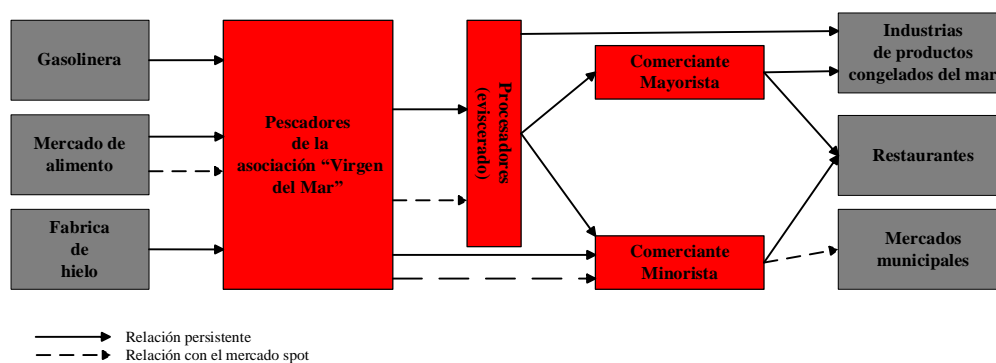 Gasolinera
Mercado de
alimento
Fabrica
de
hielo
Pescadores
de la
asociación “Virgen
del Mar”
Procesadores
(eviscerado)
Comerciante
Mayorista
Comerciante
Minorista
Industrias
de productos
congelados del mar
Restaurantes
Mercados
municipales
Relación persistente
Relación con el mercado spot